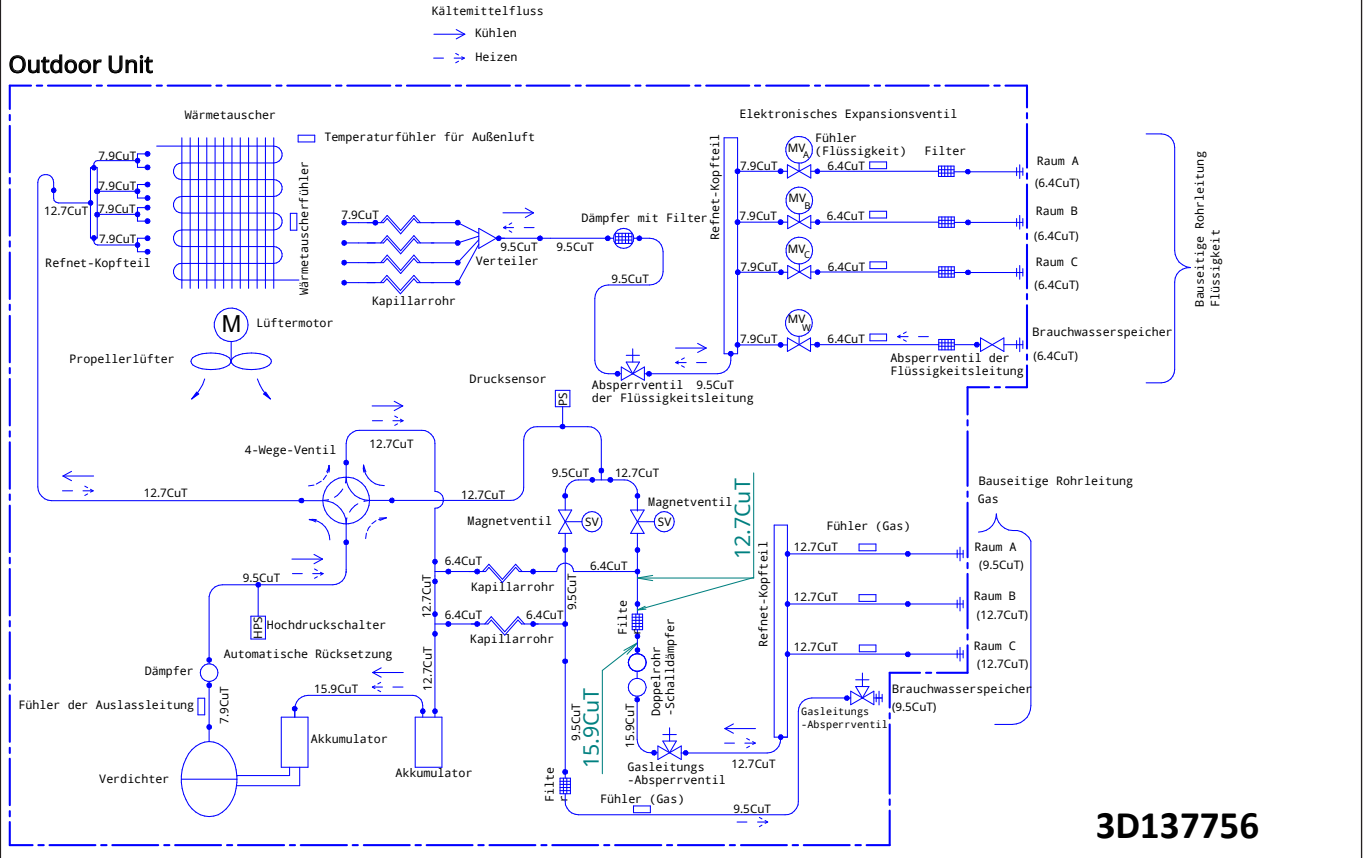 Kältemittelfluss
Kühlen
Heizen
Outdoor Unit
Wärmetauscher
Temperaturfühler für Außenluft
Elektronisches Expansionsventil
7.9CuT
7.9CuT
7.9CuT
7.9CuT
12.7CuT
Refnet-Kopfteil
Wärmetauscherfühler
7.9CuT
Kapillarrohr
9.5CuT
Verteiler
9.5CuT
Dämpfer mit Filter
9.5CuT
Refnet-Kopfteil
MVA
Fühler
(Flüssigkeit)
Filter
7.9CuT
6.4CuT
Raum A
(6.4CuT)
MVB
7.9CuT
6.4CuT
Raum B
(6.4CuT)
MVC
7.9CuT
6.4CuT
Raum C
(6.4CuT)
MVW
7.9CuT
6.4CuT
Brauchwasserspeicher
(6.4CuT)
Absperrventil der
Flüssigkeitsleitung
Bauseitige Rohrleitung
Flüssigkeit
M
Lüftermotor
Propellerlüfter
Absperrventil
der Flüssigkeitsleitung
9.5CuT
Drucksensor
PS
12.7CuT
4-Wege-Ventil
12.7CuT
12.7CuT
9.5CuT
12.7CuT
Magnetventil
SV
Magnetventil
SV
12.7CuT
Bauseitige Rohrleitung
Gas
Refnet-Kopfteil
Fühler (Gas)
12.7CuT
Raum A
(9.5CuT)
12.7CuT
Raum B
(12.7CuT)
12.7CuT
Raum C
(12.7CuT)
Brauchwasserspeicher
(9.5CuT)
Gasleitungs
-Absperrventil
9.5CuT
HPS
Hochdruckschalter
Automatische Rücksetzung
6.4CuT
Kapillarrohr
6.4CuT
12.7CuT
9.5CuT
6.4CuT
6.4CuT
Kapillarrohr
12.7CuT
Filte
Doppelrohr
-Schalldämpfer
15.9CuT
15.9CuT
9.5CuT
Dämpfer
Fühler der Auslassleitung
7.9CuT
15.9CuT
Akkumulator
Akkumulator
Verdichter
Gasleitungs
-Absperrventil
12.7CuT
Filte
Fühler (Gas)
9.5CuT
3D137756